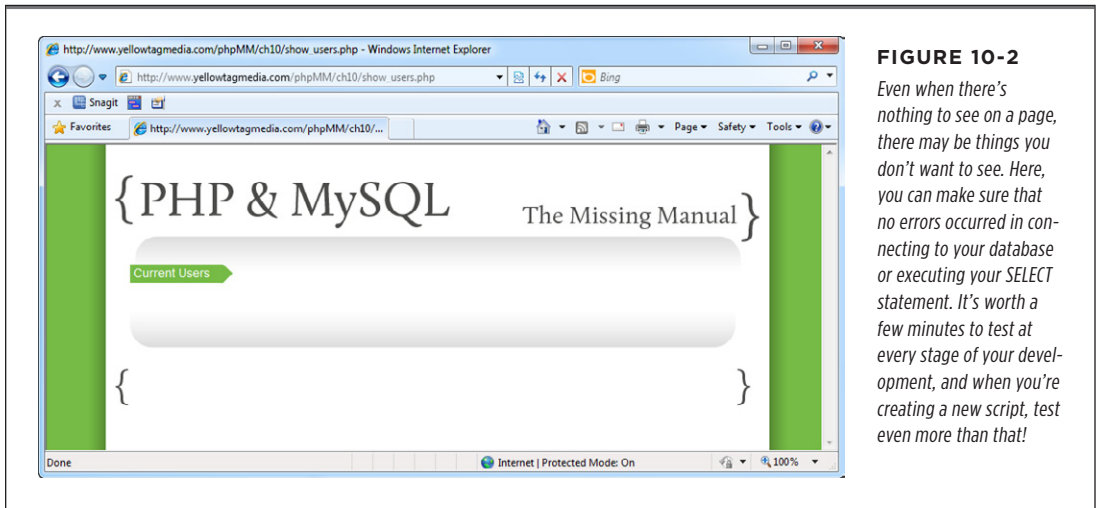 http://www.yellowtagmedia.com/phpMM/ch10/show_users.php - Windows Internet Explorer
http://www.yellowtagmedia.com/phpMM/ch10/show_users.php
Bing
x Snagit
Favorites
http://www.yellowtagmedia.com/phpMM/ch10/...
Page
Safety
Tools
{PHP & MySQL
The Missing Manual}
Current Users
{ }
Done
Internet | Protected Mode: On
100%
FIGURE 10-2
Even when there's
nothing to see on a page,
there may be things you
don't want to see. Here,
you can make sure that
no errors occurred in con-
necting to your database
or executing your SELECT
statement. It's worth a
few minutes to test at
every stage of your devel-
opment, and when you're
creating a new script, test
even more than that!